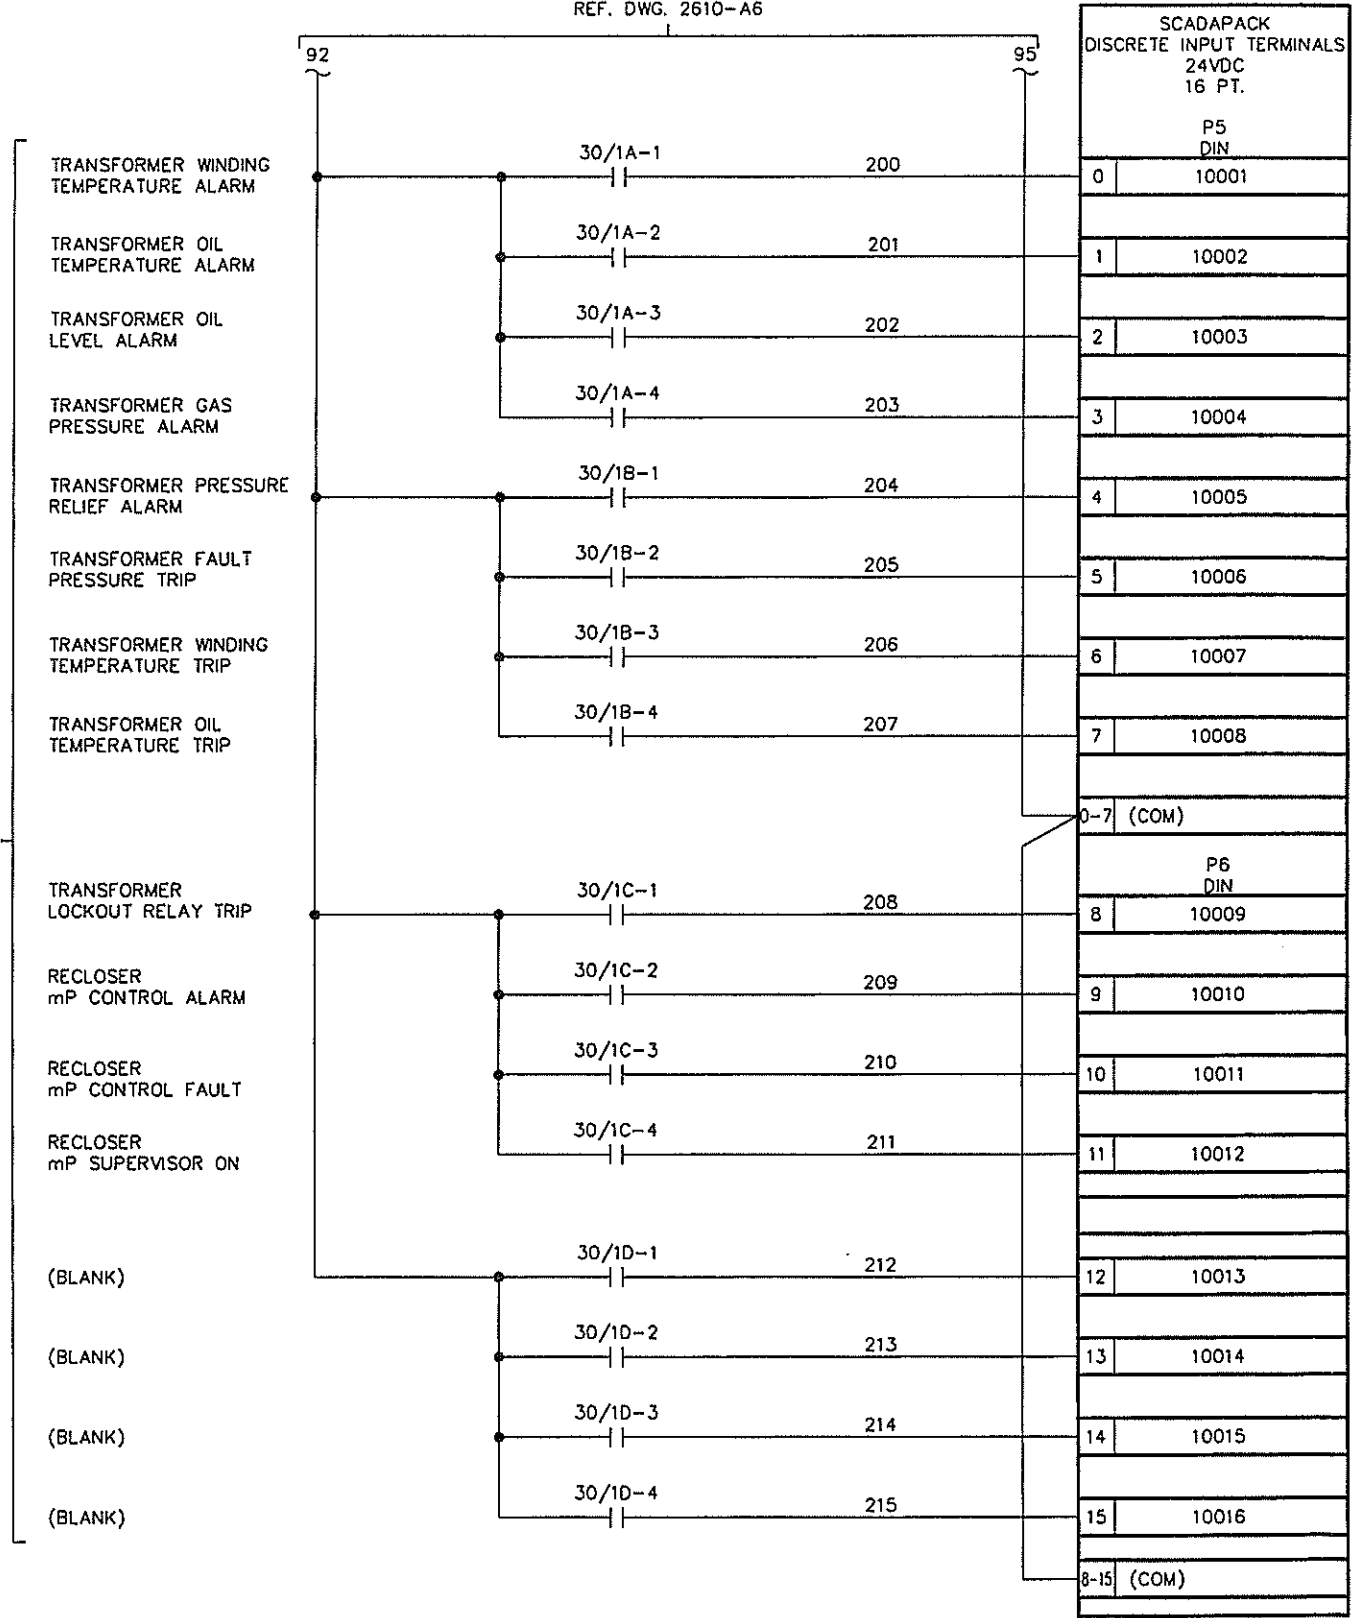 REF. DWG. 2610-A6
92
95
SCADAPACK
DISCRETE INPUT TERMINALS
24VDC
16 PT.
P5
DIN
TRANSFORMER WINDING
TEMPERATURE ALARM
30/1A-1
200
0
10001
TRANSFORMER OIL
TEMPERATURE ALARM
30/1A-2
201
1
10002
TRANSFORMER OIL
LEVEL ALARM
30/1A-3
202
2
10003
TRANSFORMER GAS
PRESSURE ALARM
30/1A-4
203
3
10004
TRANSFORMER PRESSURE
RELIEF ALARM
30/1B-1
204
4
10005
TRANSFORMER FAULT
PRESSURE TRIP
30/1B-2
205
5
10006
TRANSFORMER WINDING
TEMPERATURE TRIP
30/1B-3
206
6
10007
TRANSFORMER OIL
TEMPERATURE TRIP
30/1B-4
207
7
10008
0-7 (COM)
P6
DIN
TRANSFORMER
LOCKOUT RELAY TRIP
30/1C-1
208
8
10009
RECLOSER
mP CONTROL ALARM
30/1C-2
209
9
10010
RECLOSER
mP CONTROL FAULT
30/1C-3
210
10
10011
RECLOSER
mP SUPERVISOR ON
30/1C-4
211
11
10012
(BLANK)
30/1D-1
212
12
10013
(BLANK)
30/1D-2
213
13
10014
(BLANK)
30/1D-3
214
14
10015
(BLANK)
30/1D-4
215
15
10016
8-15 (COM)